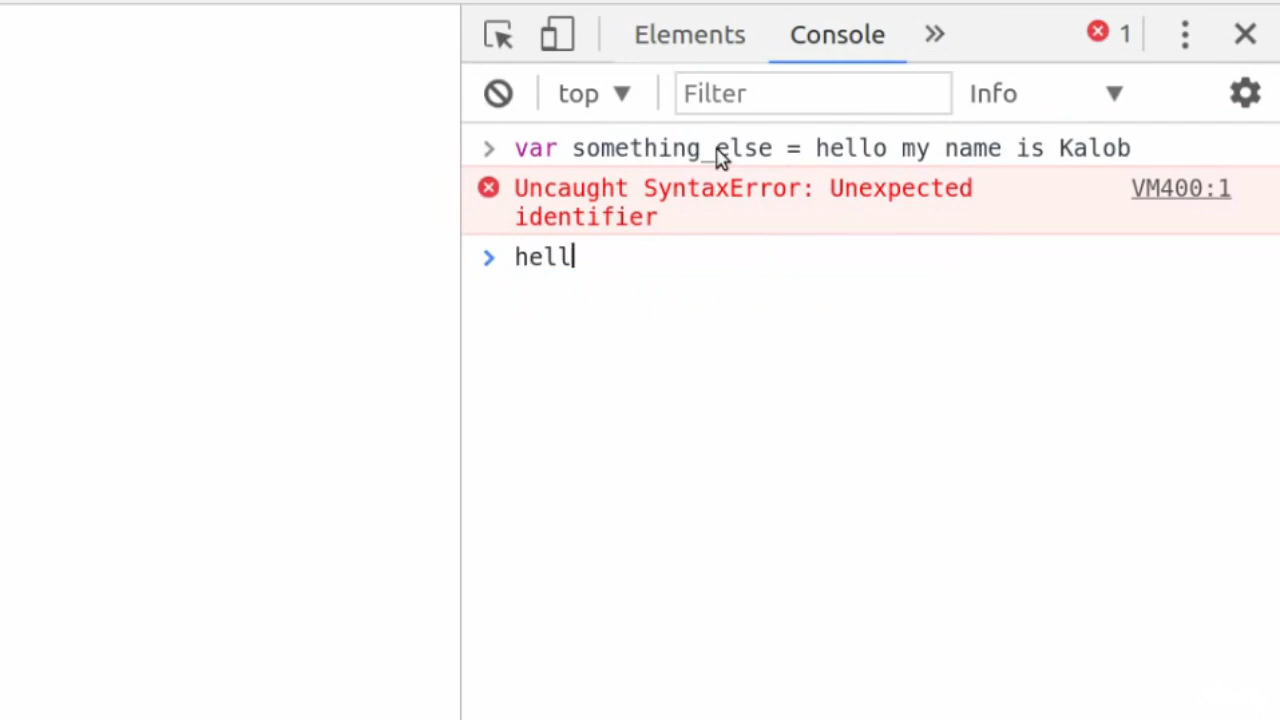 Elements Console » 1
top ▼ Filter Info ▼
> var something_else = hello my name is Kalob
Uncaught SyntaxError: Unexpected VM400:1
identifier
> hell